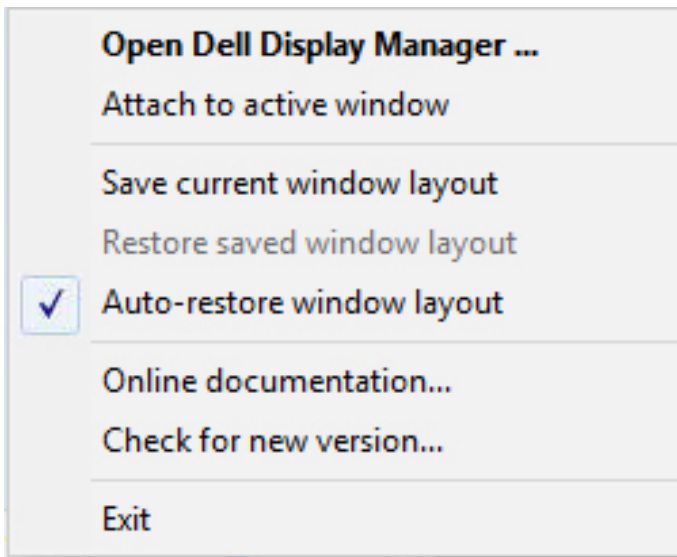 Open Dell Display Manager ...
Attach to active window
Save current window layout
Restore saved window layout
Auto-restore window layout
Online documentation...
Check for new version...
Exit